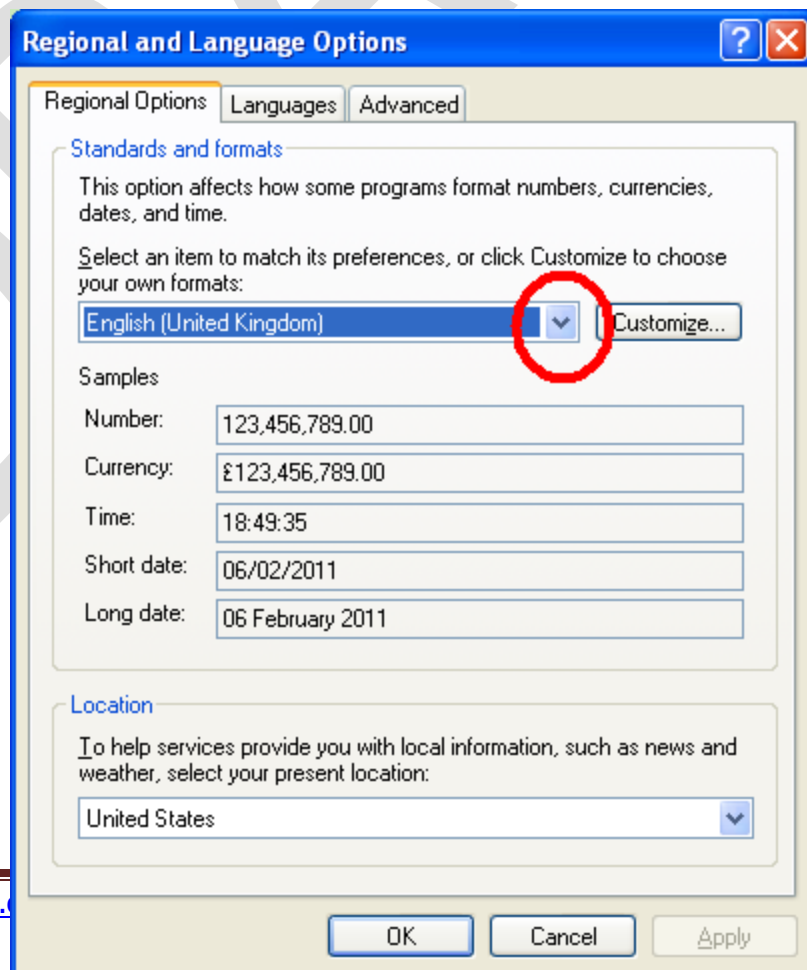 Regional and Language Options
Regional Options Languages Advanced
Standards and formats
This option affects how some programs format numbers, currencies,
dates, and time.
Select an item to match its preferences, or click Customize to choose
your own formats:
English (United Kingdom) Customize...
Samples
Number: 123,456,789.00
Currency: £123,456,789.00
Time: 18:49:35
Short date: 06/02/2011
Long date: 06 February 2011
Location
To help services provide you with local information, such as news and
weather, select your present location:
United States
OK Cancel Apply